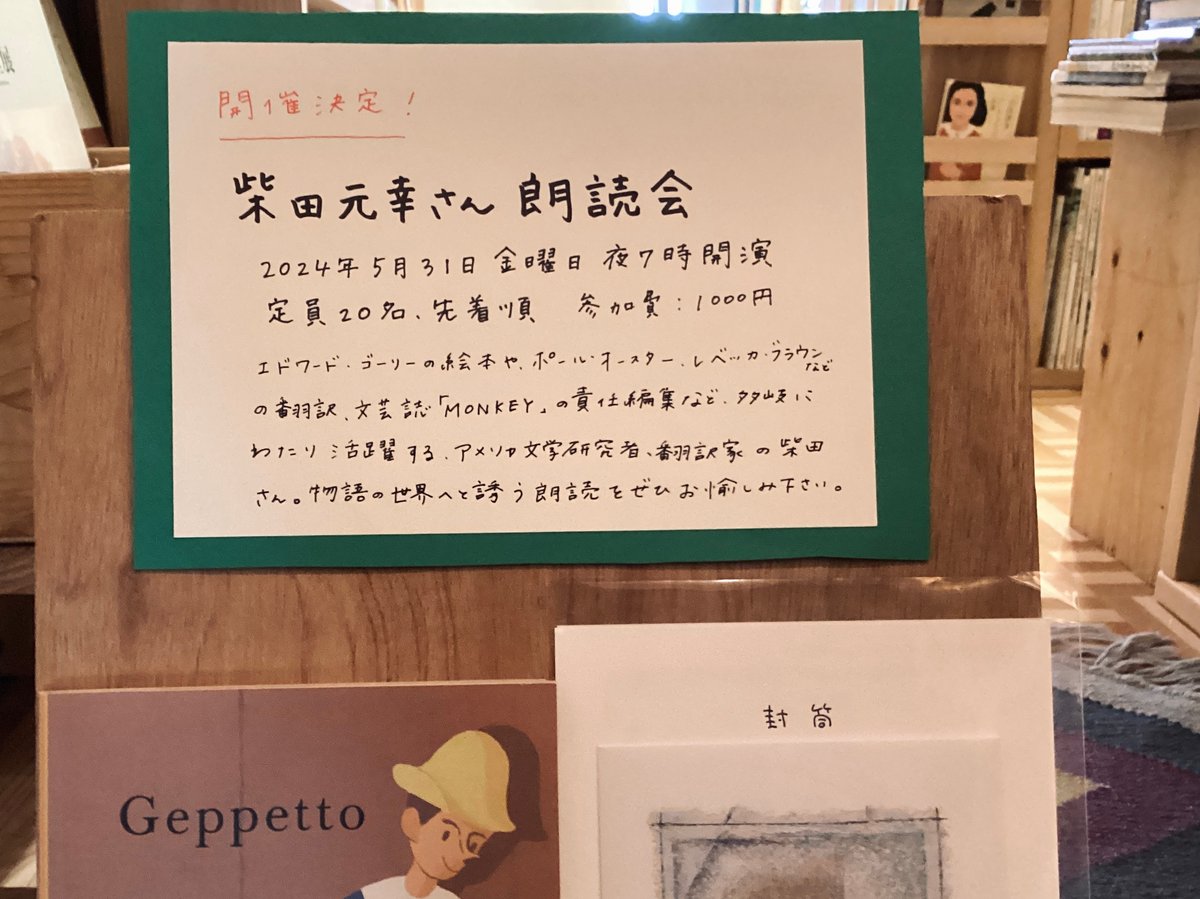 展
開催決定!
柴田元幸さん 朗読会
2024年5月31日 金曜日 夜7時開演
定員20名、先着順 参加費:1000円
エドワード・ゴーリーの絵本や、ポール・オースター、レベッカ・ブラウンなど
の翻訳、文芸誌「MONKEY」の責任編集など、多岐に
わたり活躍する、アメリカ文学研究者、翻訳家の柴田
さん。物語の世界へと誘う朗読をぜひお愉しみ下さい。
封筒
Geppetto